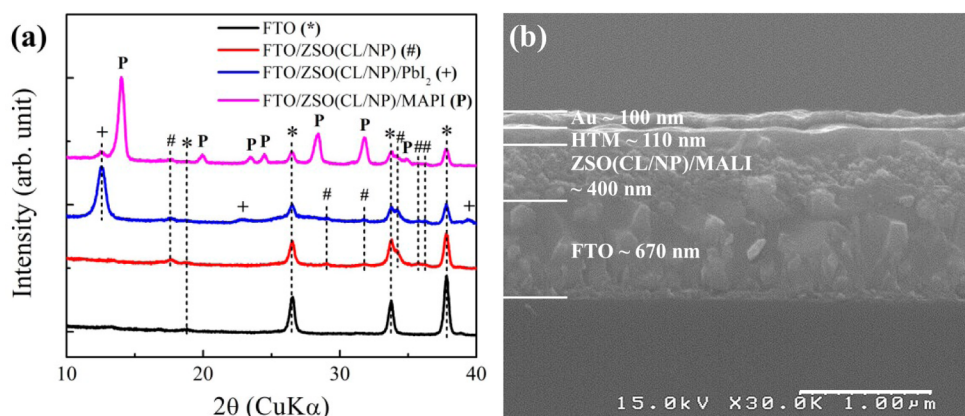 (a)
FTO (*)
FTO/ZSO(CL/NP) (#)
FTO/ZSO(CL/NP)/PbI₂ (+)
FTO/ZSO(CL/NP)/MAPI (P)
P
+
#
*
P
P
P
*
P
P
*
#
P
##
*
+
#
#
+
Intensity (arb. unit)
10
20
30
40
2θ (CuKα)
(b)
Au ~ 100 nm
HTM ~ 110 nm
ZSO(CL/NP)/MALI
~ 400 nm
FTO ~ 670 nm
15.0kV X30.0K 1.00μm